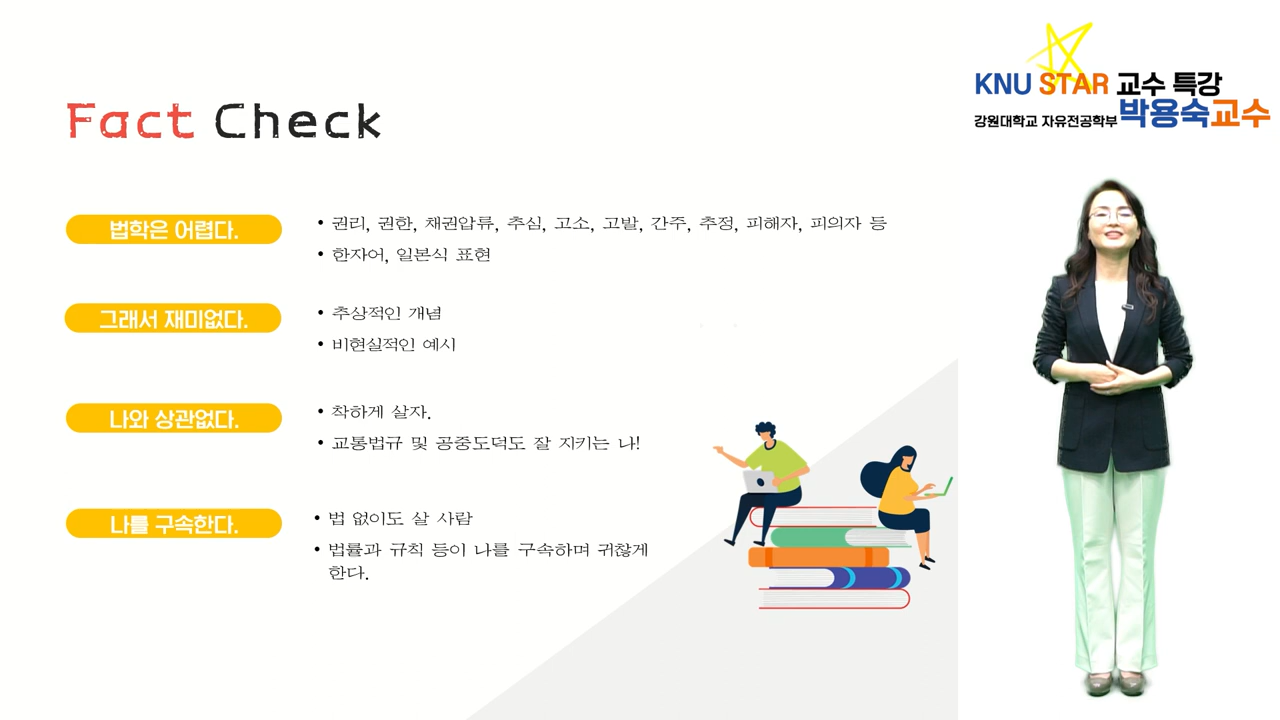 Fact Check
법학은 어렵다.
• 권리, 권한, 채권압류, 추심, 고소, 고발, 간주, 추정, 피해자, 피의자 등
• 한자어, 일본식 표현
그래서 재미없다.
• 추상적인 개념
• 비현실적인 예시
나와 상관없다.
• 착하게 살자.
• 교통법규 및 공중도덕도 잘 지키는 나!
나를 구속한다.
• 법 없이도 살 사람
• 법률과 규칙 등이 나를 구속하며 귀찮게
한다.
KNU STAR 교수 특강
강원대학교 자유전공학부 박용숙교수